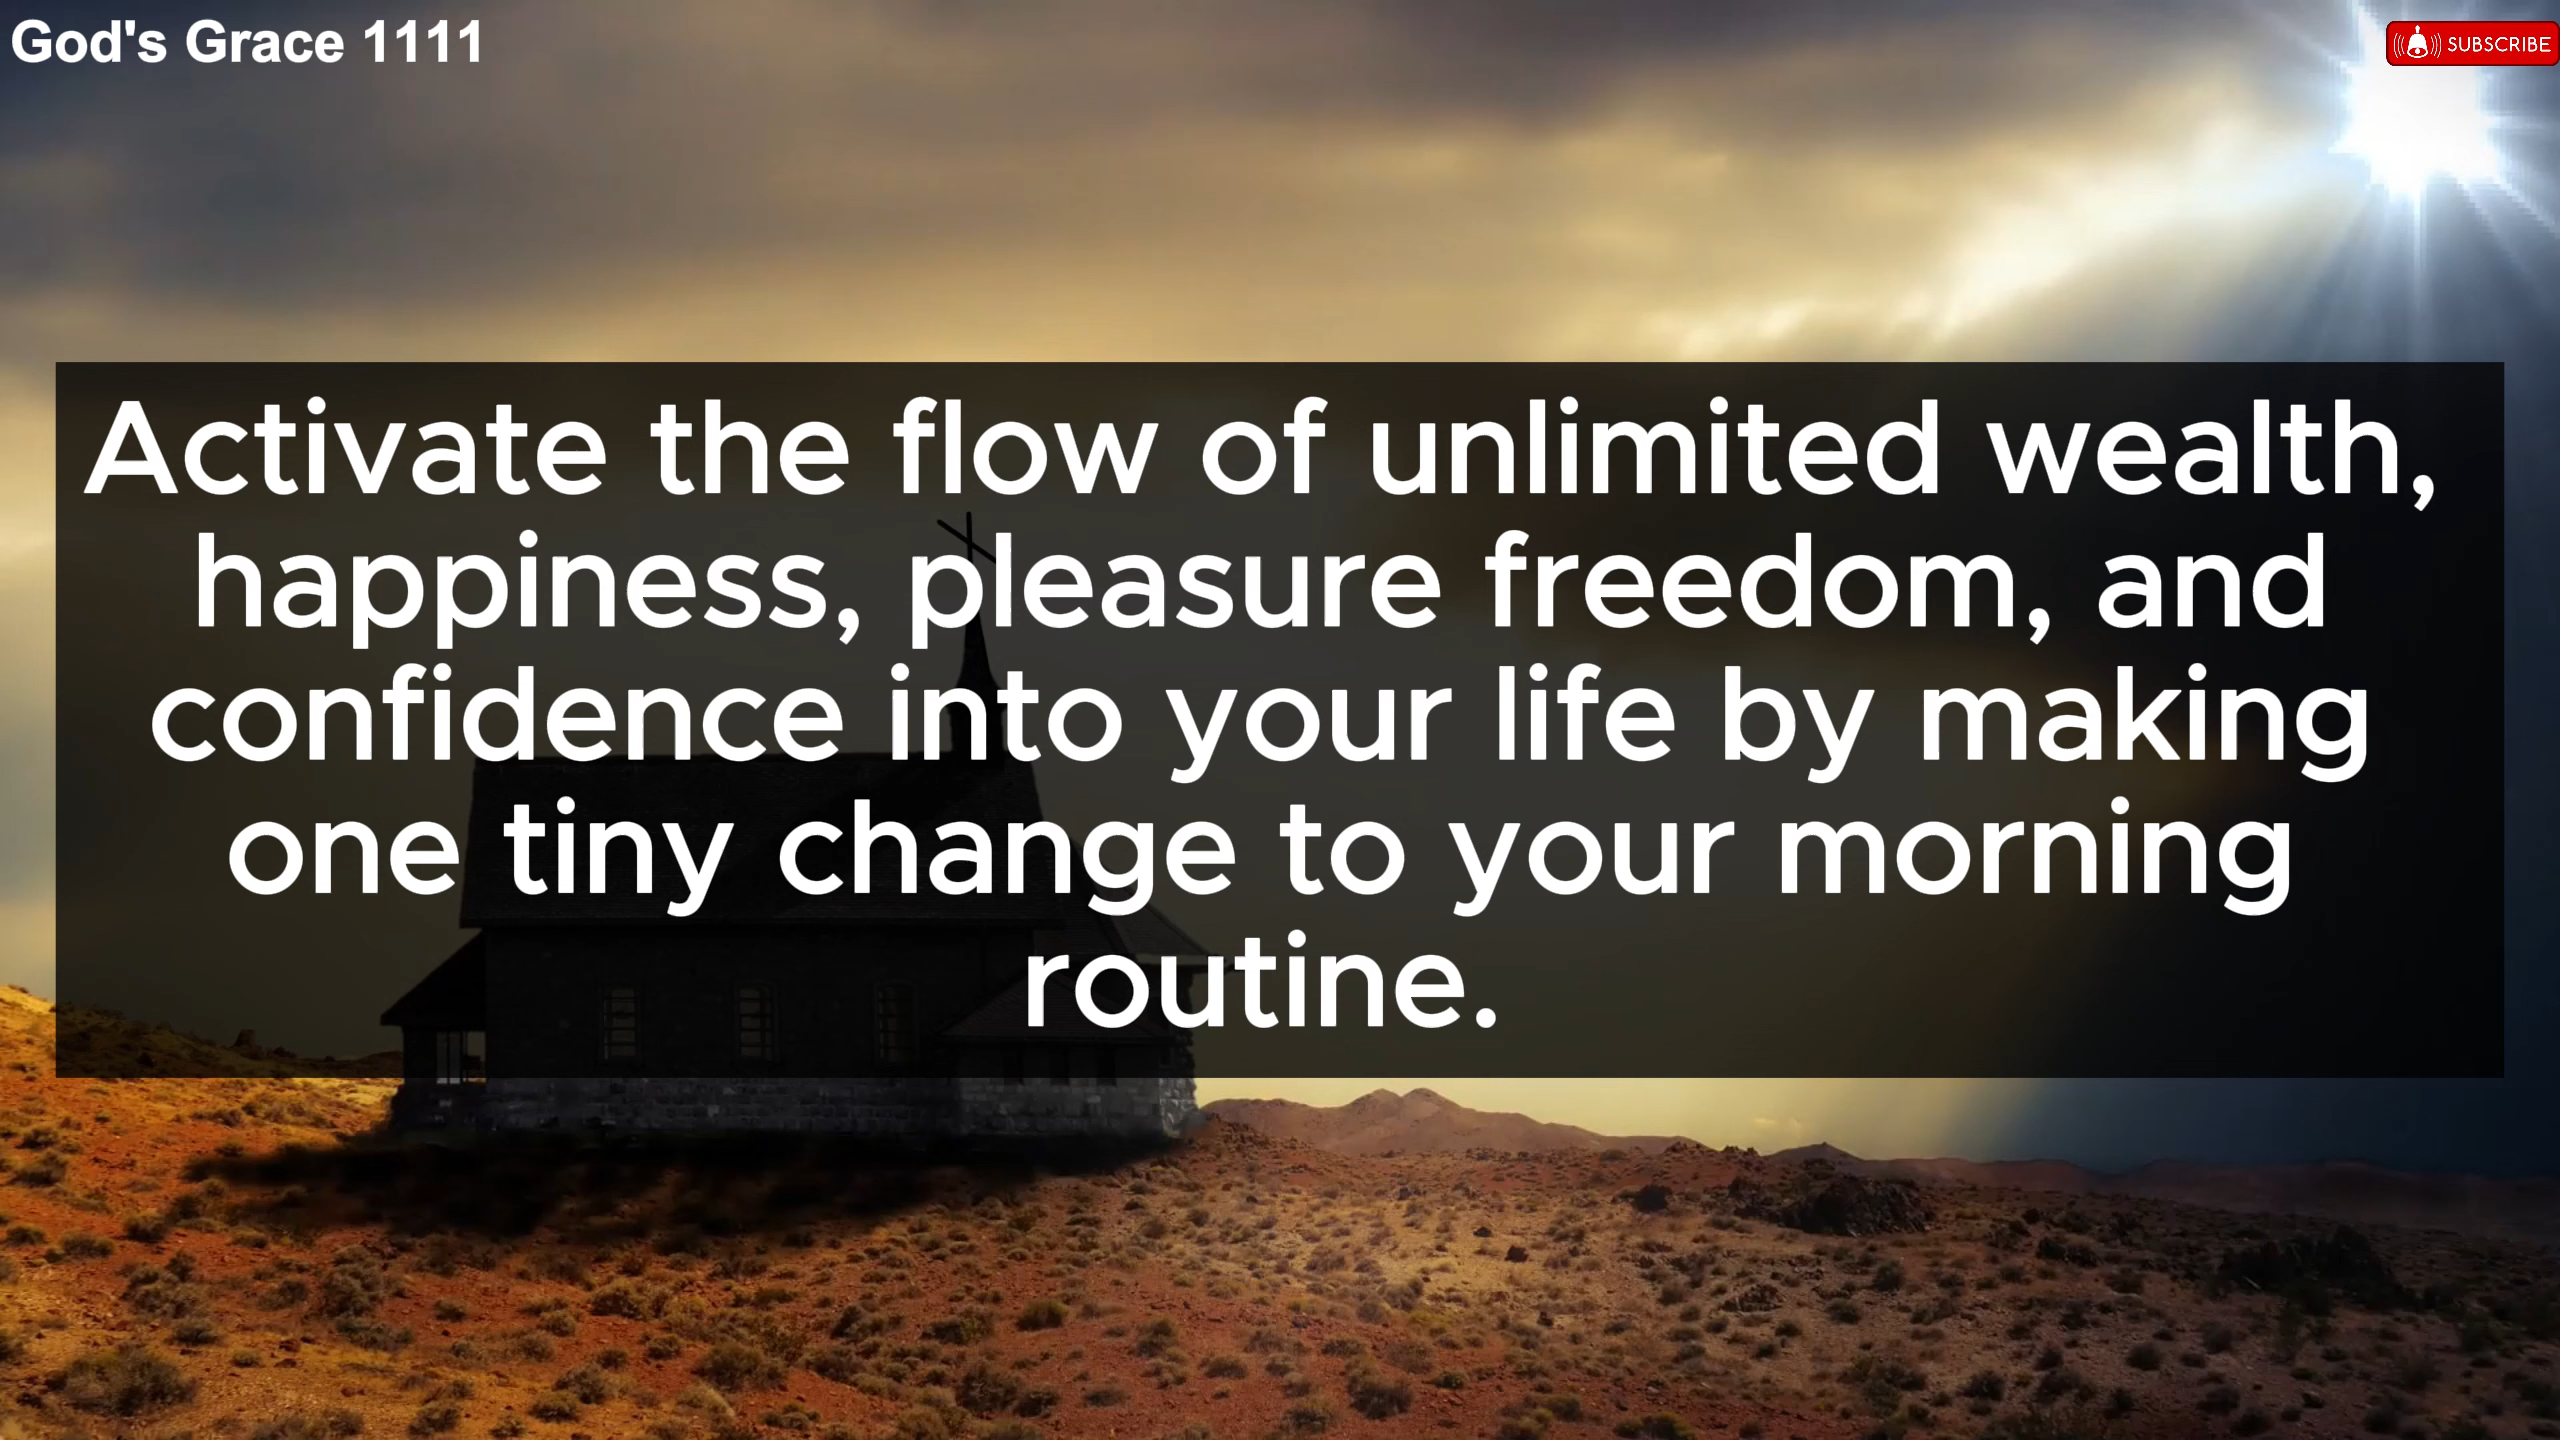 God's Grace 1111
SUBSCRIBE
Activate the flow of unlimited wealth,
happiness, pleasure freedom, and
confidence into your life by making
one tiny change to your morning
routine.